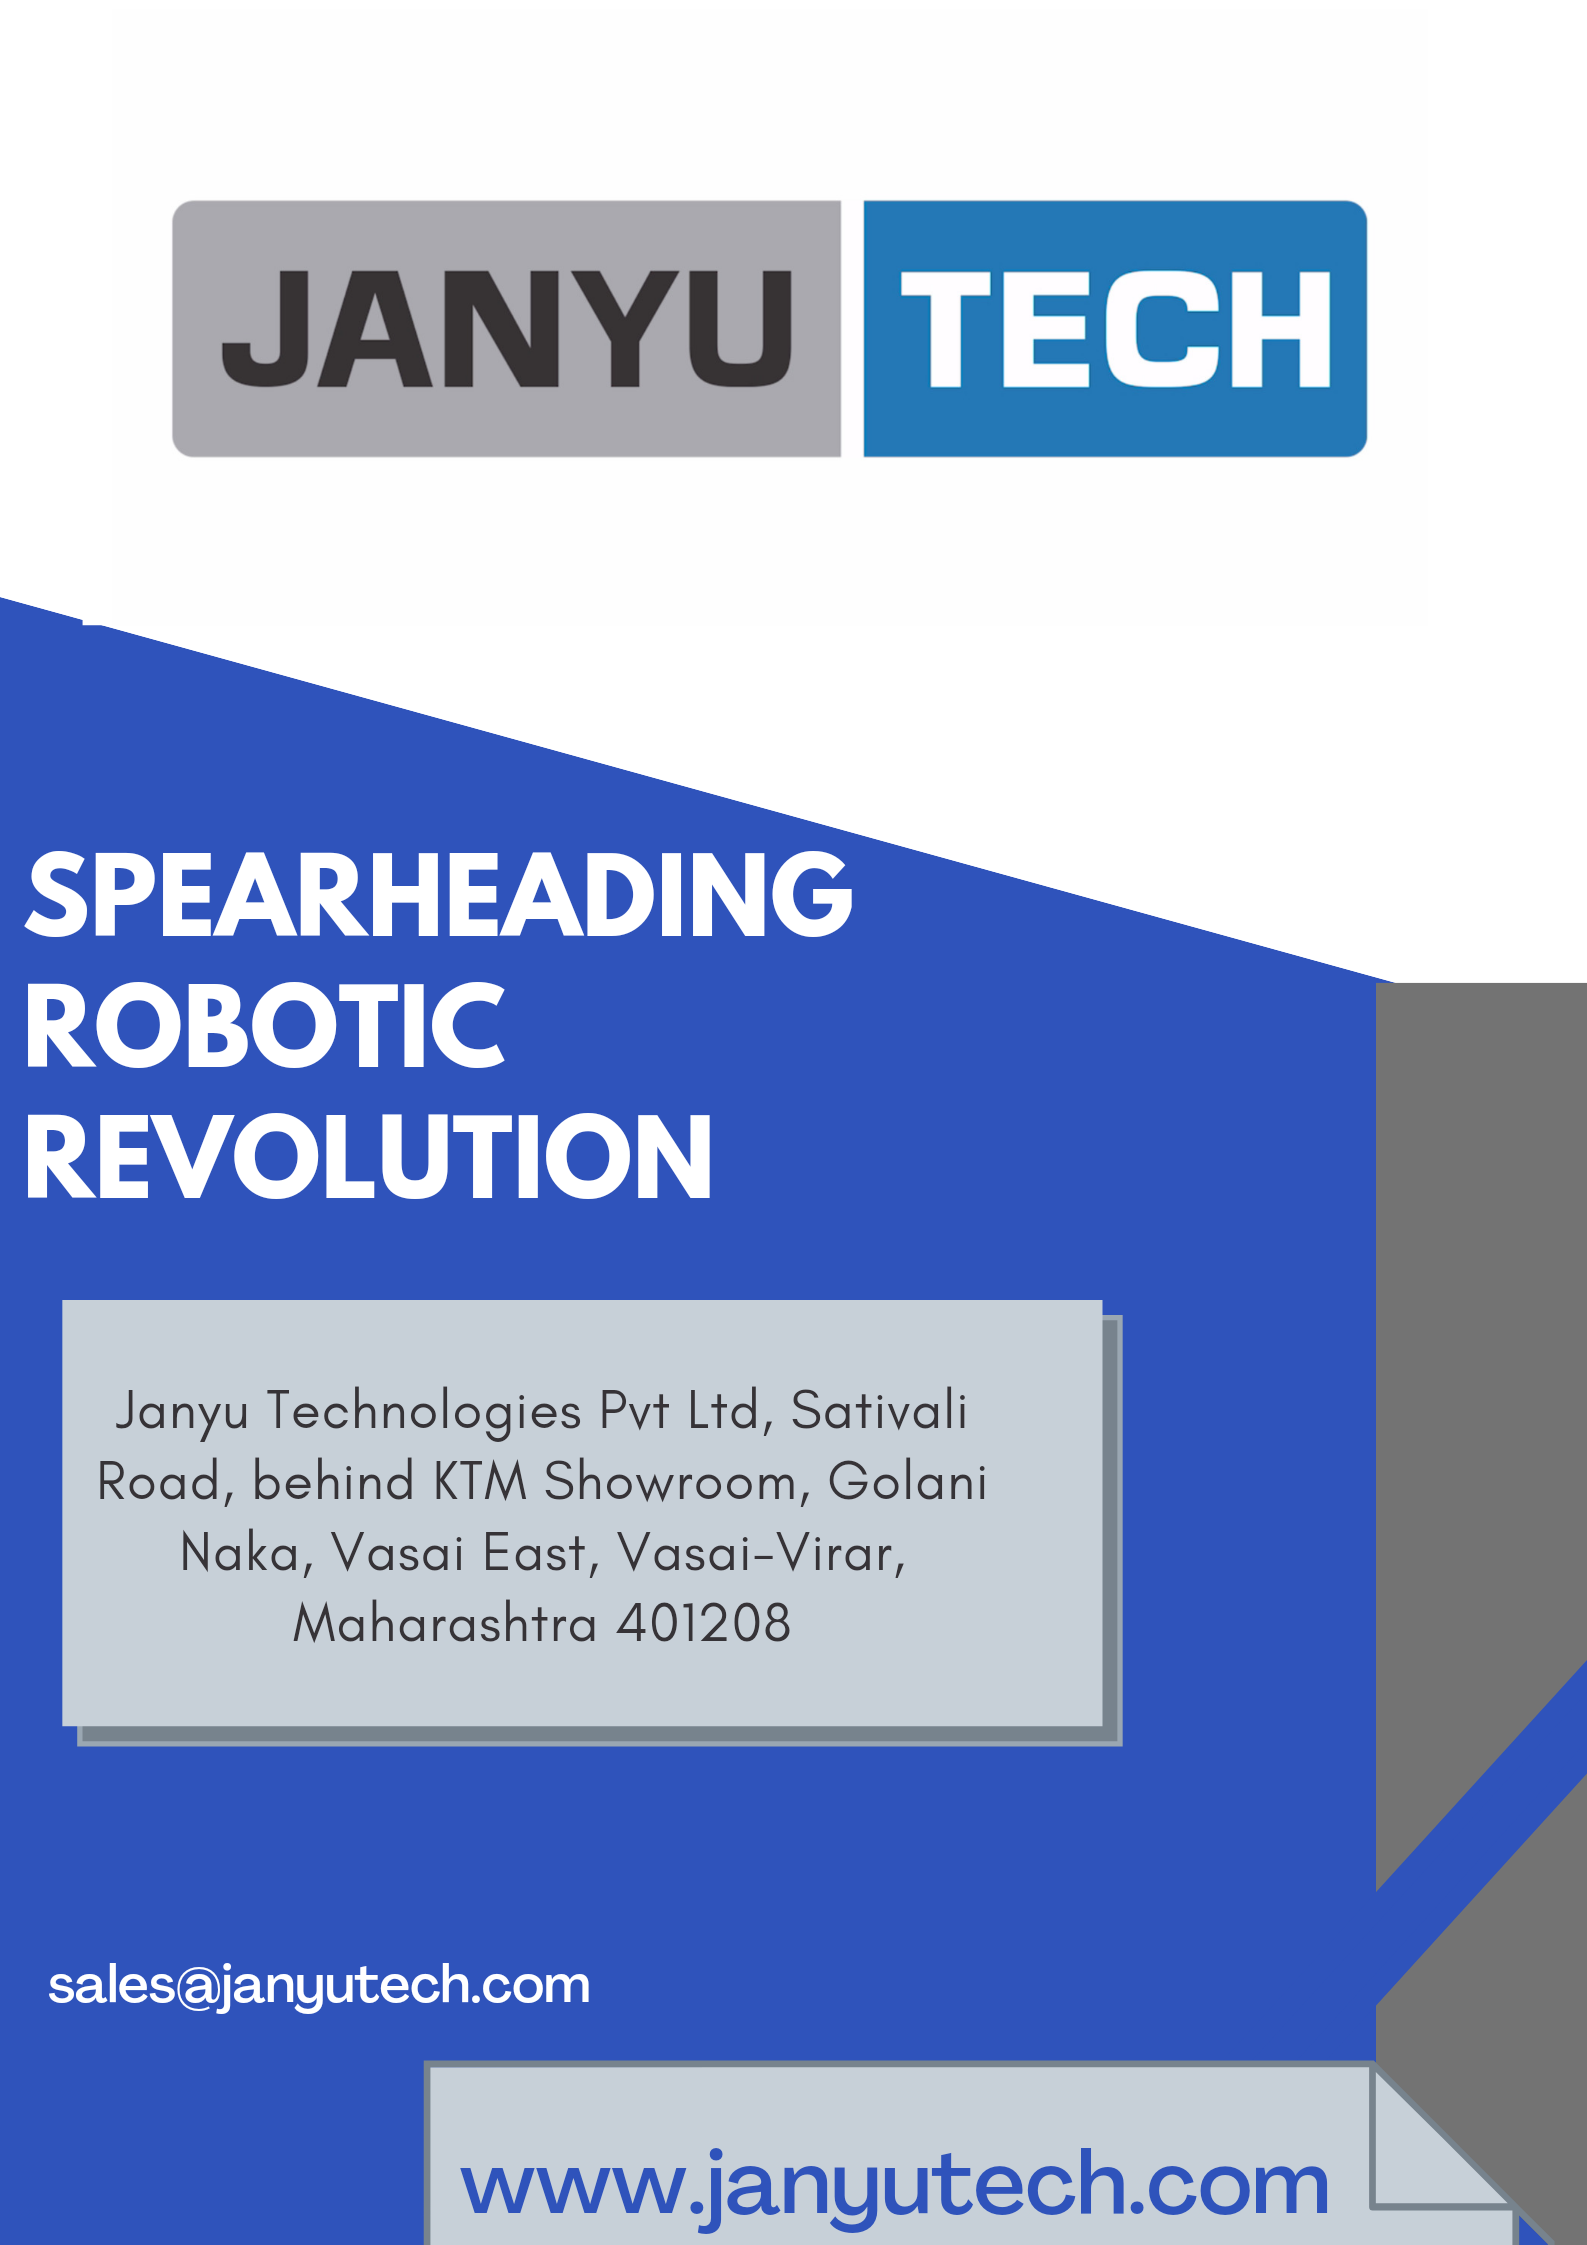 JANYU TECH
SPEARHEADING
ROBOTIC
REVOLUTION
Janyu Technologies Pvt Ltd, Sativali
Road, behind KTM Showroom, Golani
Naka, Vasai East, Vasai-Virar,
Maharashtra 401208
sales@janyutech.com
www.janyutech.com